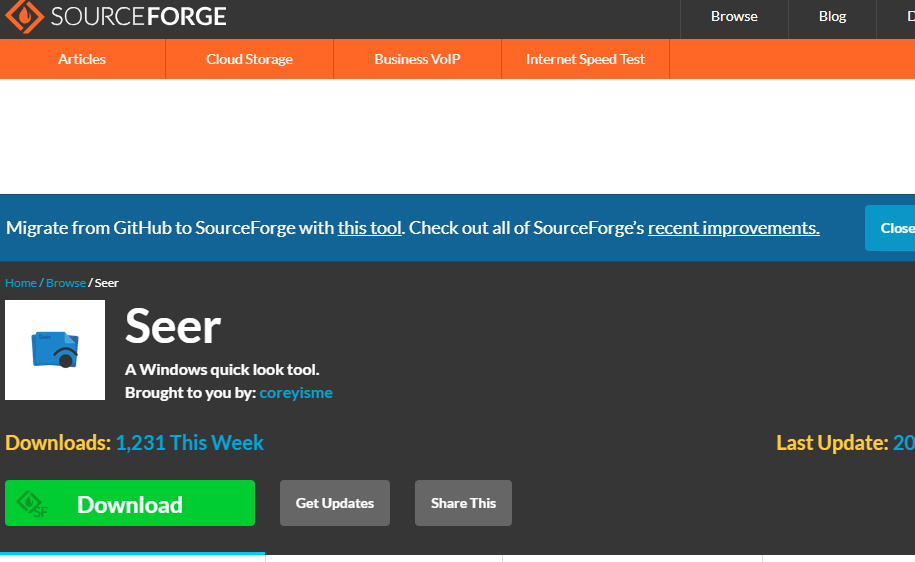 SOURCEFORGE
Browse
Blog
D
Articles
Cloud Storage
Business VoIP
Internet Speed Test
Migrate from GitHub to SourceForge with this tool. Check out all of SourceForge's recent improvements.
Close
Home / Browse / Seer
Seer
A Windows quick look tool.
Brought to you by: coreyisme
Downloads: 1,231 This Week
Last Update: 20
SF
Download
Get Updates
Share This